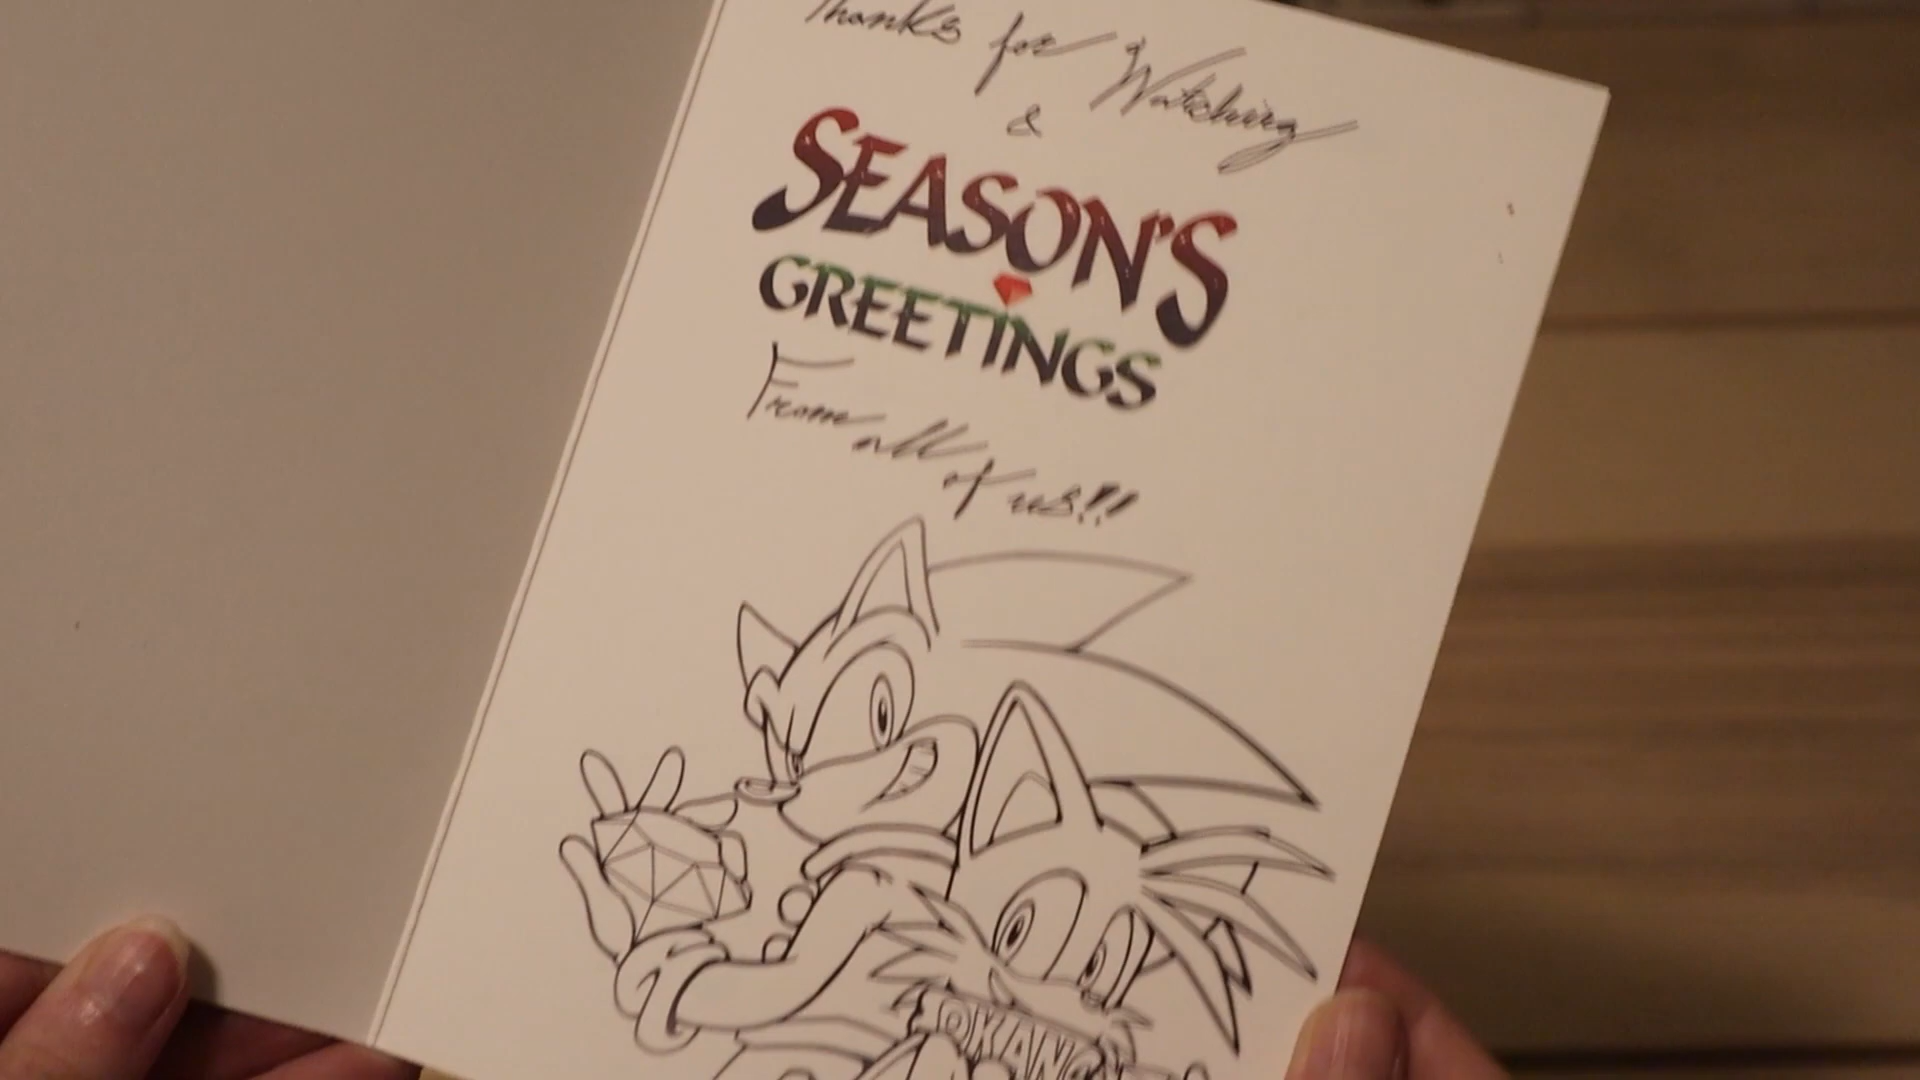 Thanks for Watching
&
SEASON'S
GREETINGS
From all of us!!